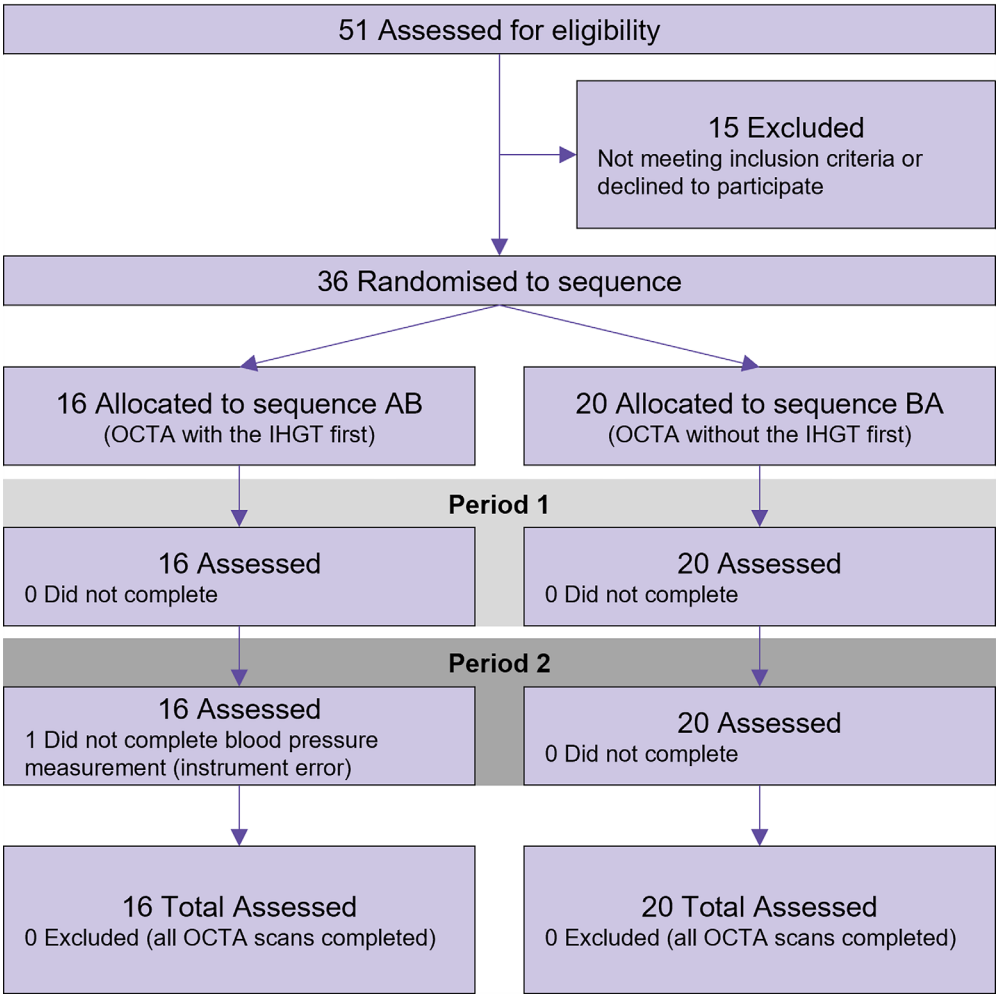 51 Assessed for eligibility
15 Excluded
Not meeting inclusion criteria or
declined to participate
36 Randomised to sequence
16 Allocated to sequence AB
(OCTA with the IHGT first)
20 Allocated to sequence BA
(OCTA without the IHGT first)
Period 1
16 Assessed
0 Did not complete
20 Assessed
0 Did not complete
Period 2
16 Assessed
1 Did not complete blood pressure
measurement (instrument error)
20 Assessed
0 Did not complete
16 Total Assessed
0 Excluded (all OCTA scans completed)
20 Total Assessed
0 Excluded (all OCTA scans completed)